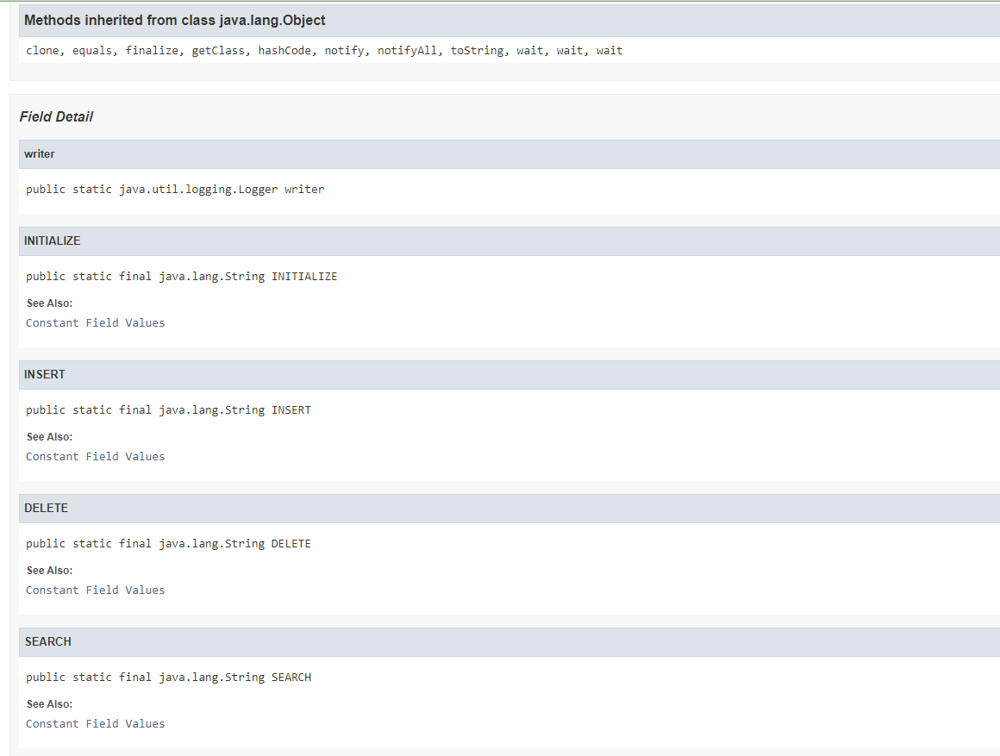 Methods inherited from class java.lang.Object
clone, equals, finalize, getClass, hashCode, notify, notifyAll, toString, wait, wait, wait
Field Detail
writer
public static java.util.logging.Logger writer
INITIALIZE
public static final java.lang.String INITIALIZE
See Also:
Constant Field Values
INSERT
public static final java.lang.String INSERT
See Also:
Constant Field Values
DELETE
public static final java.lang.String DELETE
See Also:
Constant Field Values
SEARCH
public static final java.lang.String SEARCH
See Also:
Constant Field Values